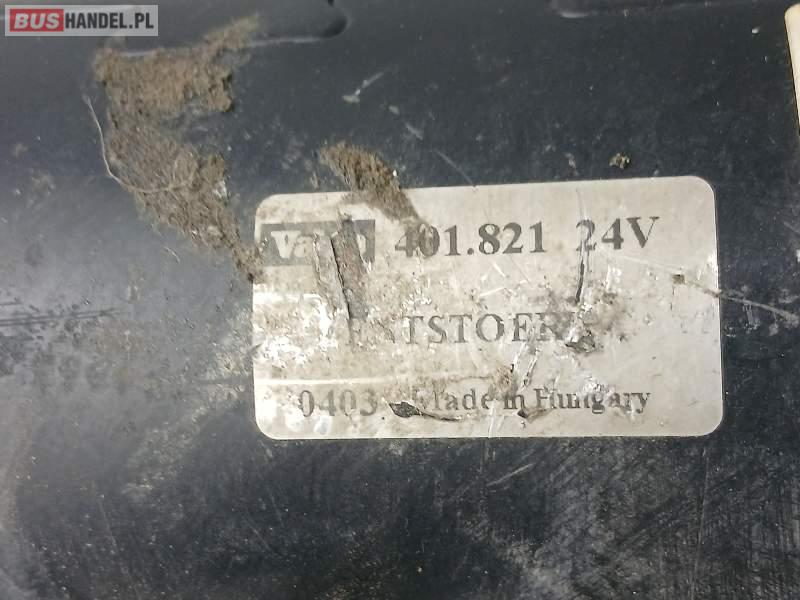 BUSHANDEL.PL
401.821 24V
0403 Made in Hungary